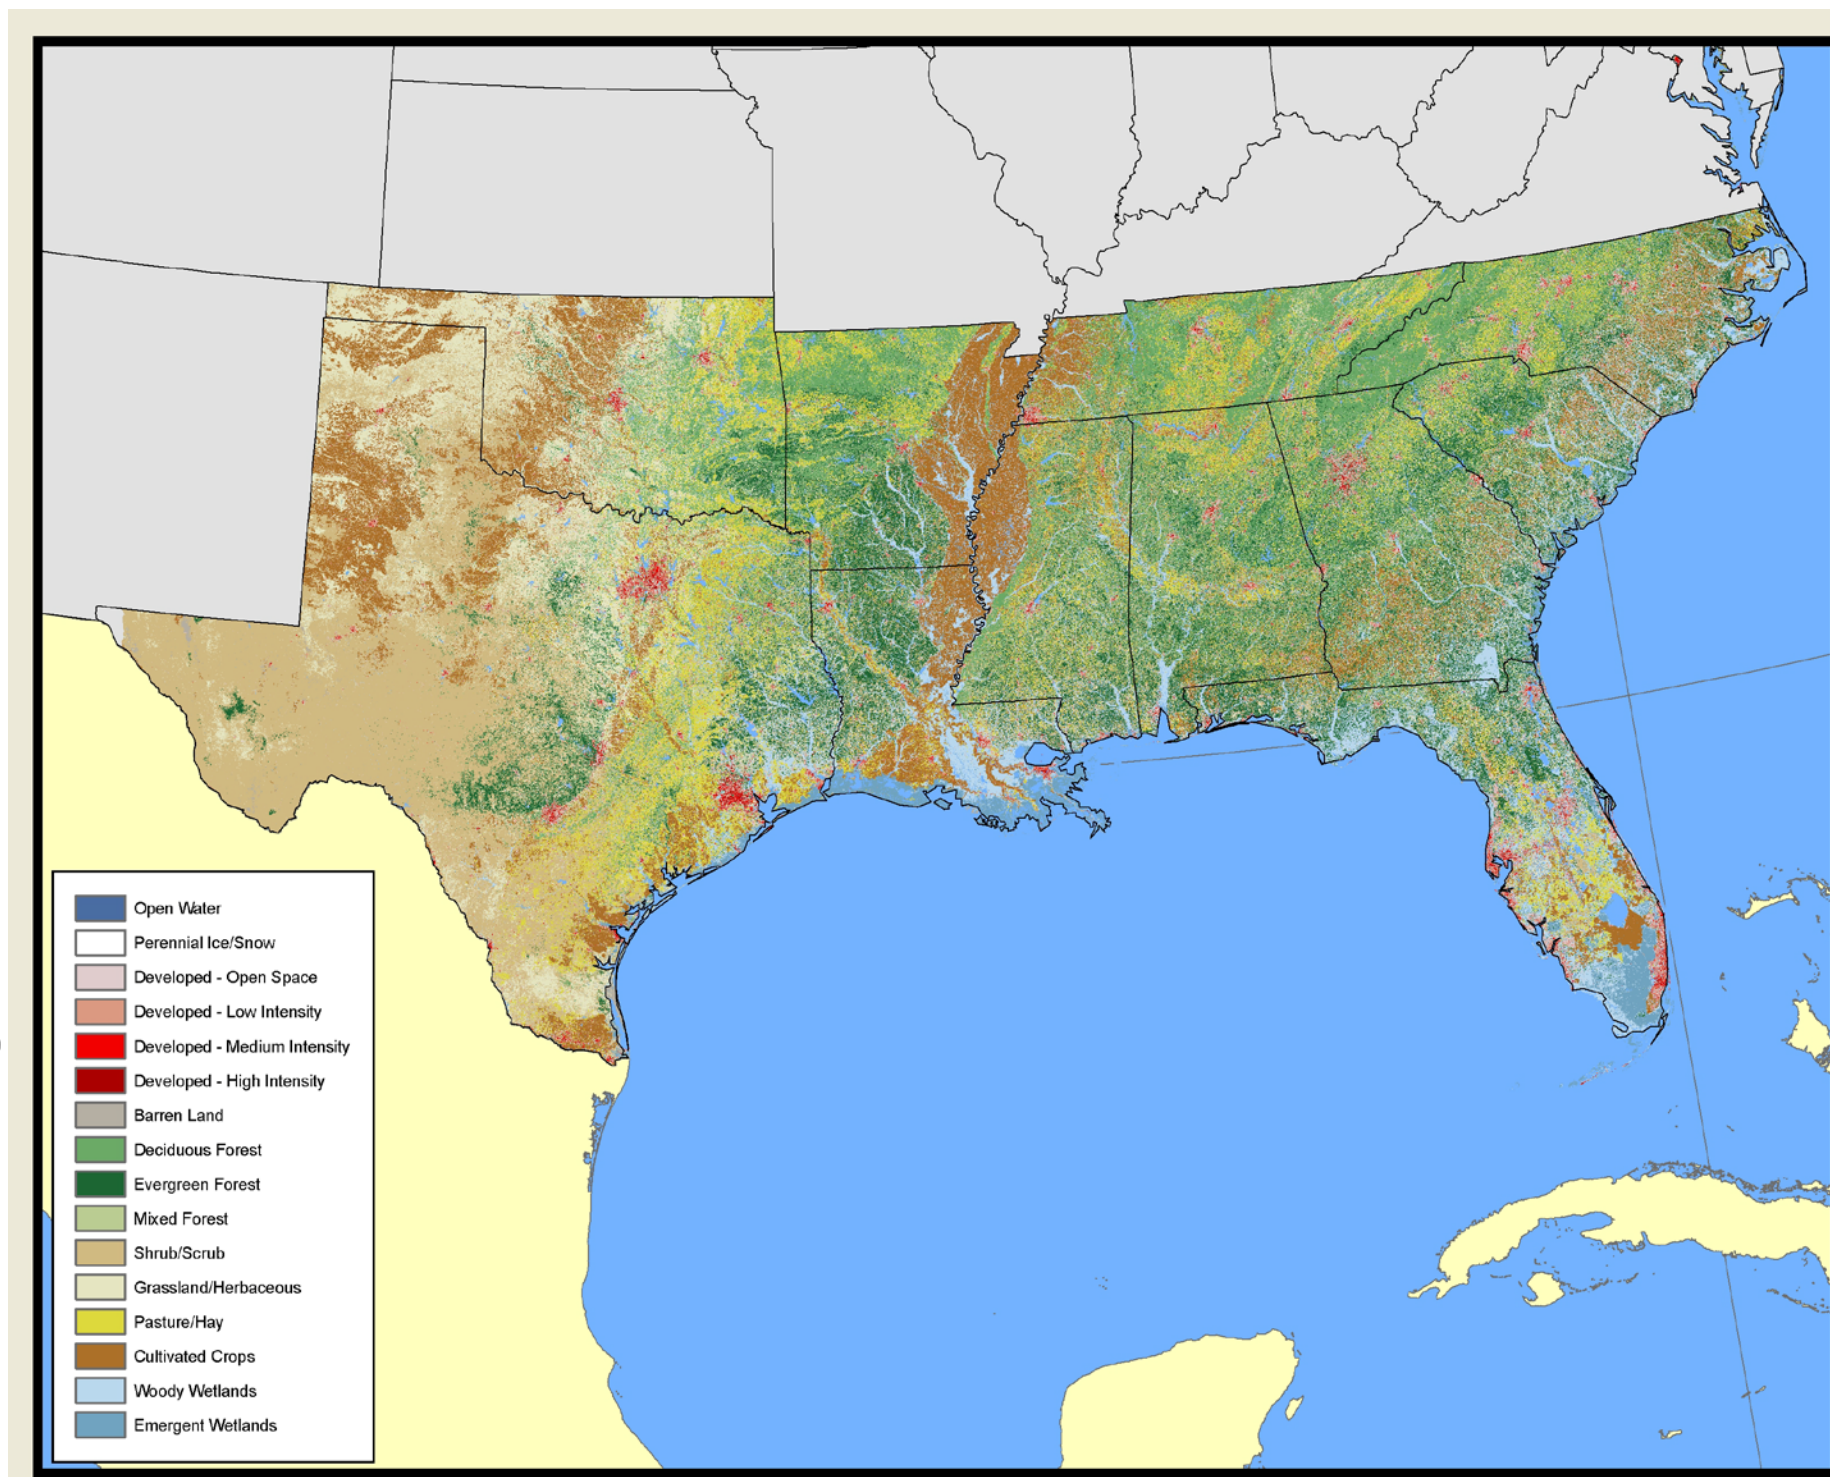 Open Water
Perennial Ice/Snow
Developed - Open Space
Developed - Low Intensity
Developed - Medium Intensity
Developed - High Intensity
Barren Land
Deciduous Forest
Evergreen Forest
Mixed Forest
Shrub/Scrub
Grassland/Herbaceous
Pasture/Hay
Cultivated Crops
Woody Wetlands
Emergent Wetlands